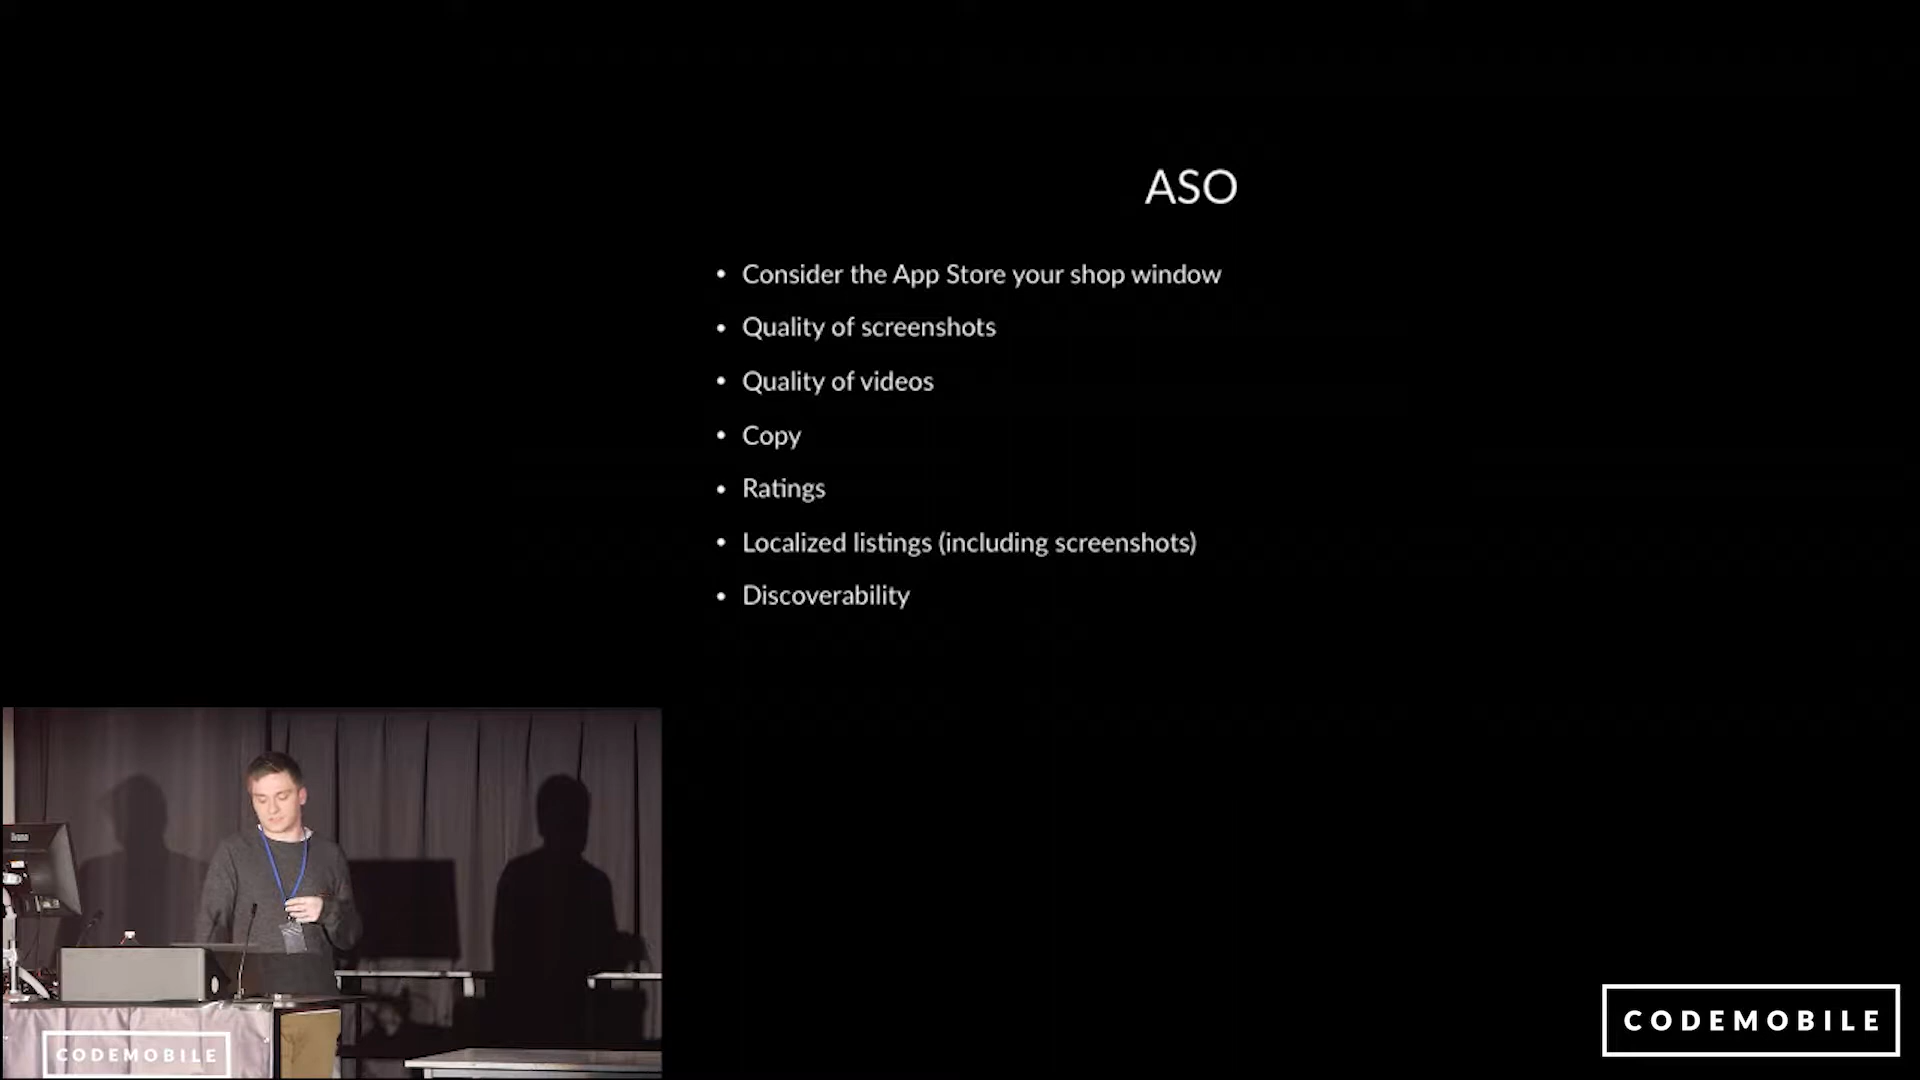 ASO
• Consider the App Store your shop window
• Quality of screenshots
• Quality of videos
• Copy
• Ratings
• Localized listings (including screenshots)
• Discoverability
iiyama
CODEMOBILE
CODEMOBILE